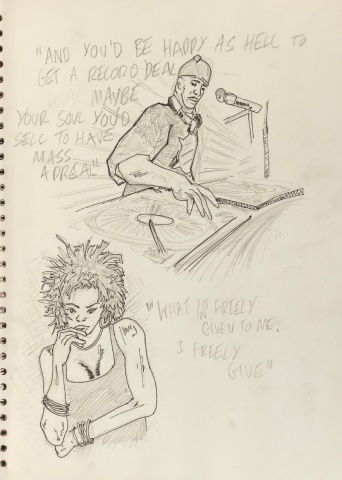 "AND YOU'D BE HAPPY AS HELL TO
GET A RECORD DEAL
MAYBE
YOUR SOUL YOU'D
SELL TO HAVE
MASS
APPEAL"
"WHAT IN FREELY
GIVEN TO ME,
I FREELY
GIVE"